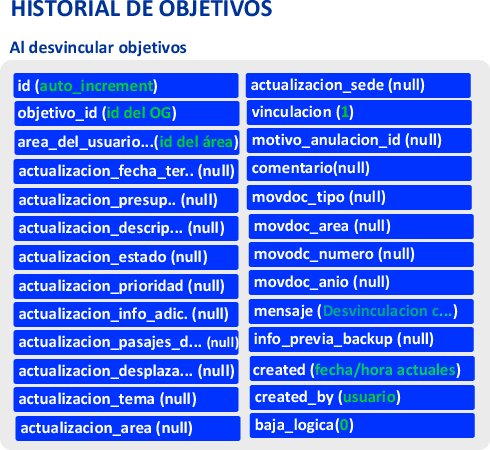 HISTORIAL DE OBJETIVOS
Al desvincular objetivos
id (auto_increment)
objetivo_id (id del OG)
area_del_usuario...(id del área)
actualizacion_fecha_ter.. (null)
actualizacion_presup.. (null)
actualizacion_descrip... (null)
actualizacion_estado (null)
actualizacion_prioridad (null)
actualizacion_info_adic. (null)
actualizacion_pasajes_d... (null)
actualizacion_desplaza... (null)
actualizacion_tema (null)
actualizacion_area (null)
actualizacion_sede (null)
vinculacion (1)
motivo_anulacion_id (null)
comentario(null)
movdoc_tipo (null)
movdoc_area (null)
movodc_numero (null)
movdoc_anio (null)
mensaje (Desvinculacion c...)
info_previa_backup (null)
created (fecha/hora actuales)
created_by (usuario)
baja_logica(0)